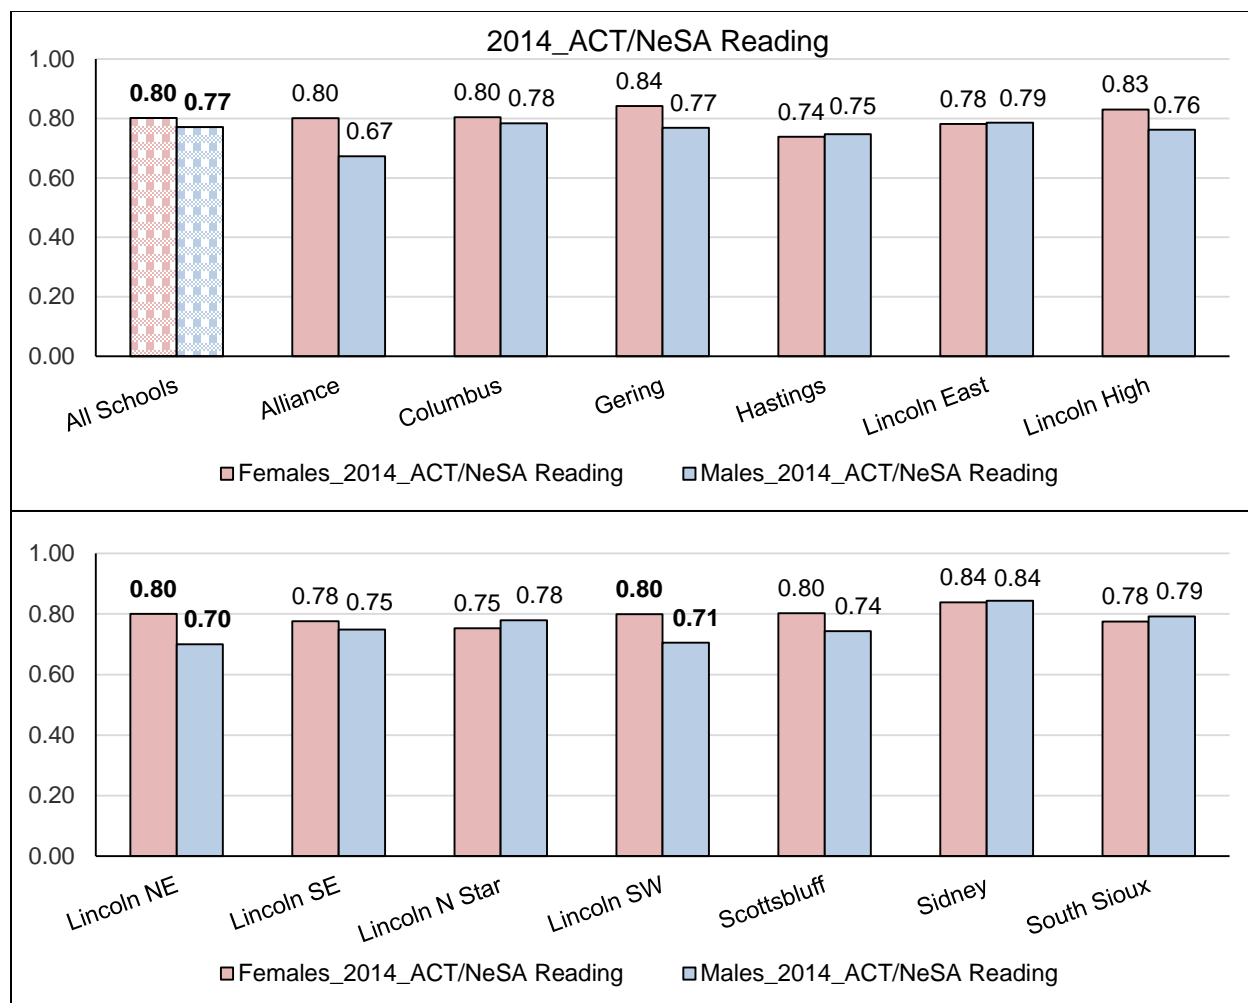 2014_ACT/NeSA Reading
1.00
0.80
0.60
0.40
0.20
0.00
0.80 0.77 0.80 0.67 0.80 0.78 0.84 0.77 0.74 0.75 0.78 0.79 0.83 0.76
All Schools Alliance Columbus Gering Hastings Lincoln East Lincoln High
Females_2014_ACT/NeSA Reading Males_2014_ACT/NeSA Reading
1.00
0.80
0.60
0.40
0.20
0.00
0.80 0.70 0.78 0.75 0.75 0.78 0.80 0.71 0.80 0.74 0.84 0.84 0.78 0.79
Lincoln NE Lincoln SE Lincoln N Star Lincoln SW Scottsbluff Sidney South Sioux
Females_2014_ACT/NeSA Reading Males_2014_ACT/NeSA Reading